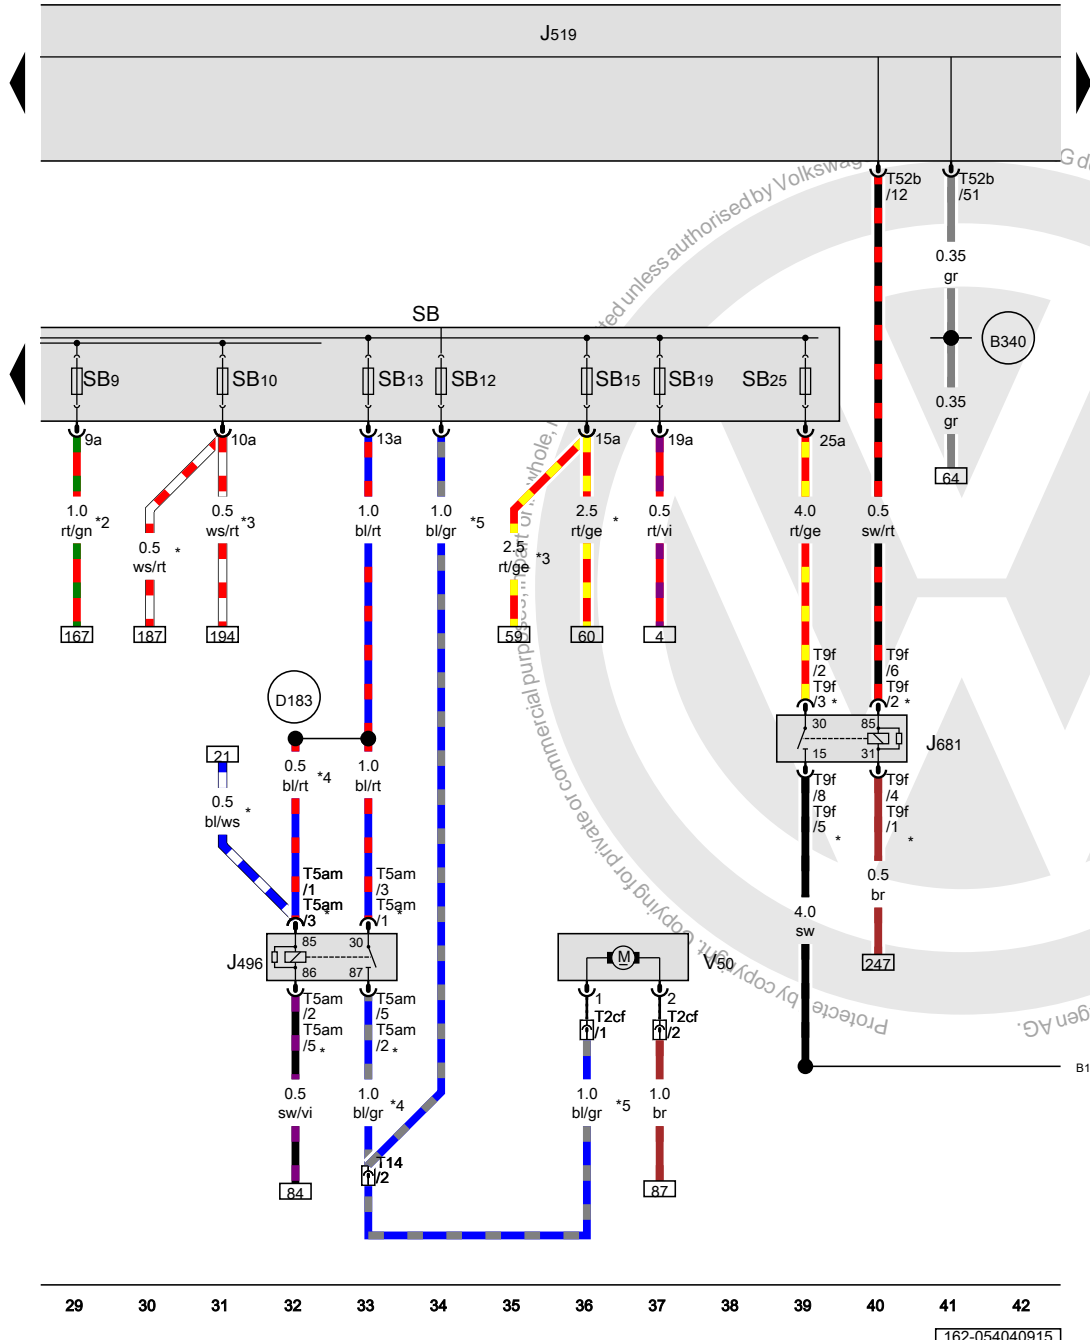 J519
T52b
/12
T52b
/51
0.35
gr
SB
B340
SB9
SB10
SB13
SB12
SB15
SB19
SB25
0.35
gr
9a
10a
13a
15a
19a
25a
64
1.0
rt/gn *2
0.5
ws/rt *
0.5
ws/rt *3
1.0
bl/rt
1.0
bl/gr *5
2.5
rt/ge *3
2.5
rt/ge *
0.5
rt/vi
4.0
rt/ge
0.5
sw/rt
167
187
194
59
60
4
T9f
/2
T9f
/3 *
T9f
/6
T9f
/2 *
D183
30
85
15
31
J681
21
0.5
bl/rt *4
1.0
bl/rt
0.5
bl/ws *
T9f
/8
T9f
/5 *
T9f
/4
T9f
/1 *
T5am
/1
T5am
/3 *
T5am
/3
T5am
/1 *
0.5
br
4.0
sw
85
30
86
87
J496
M
V50
247
T5am
/2
T5am
/5 *
T5am
/5
T5am
/2 *
1
2
T2cf
/1
T2cf
/2
B1
0.5
sw/vi
1.0
bl/gr *4
1.0
bl/gr *5
1.0
br
T14
/2
84
87
29 30 31 32 33 34 35 36 37 38 39 40 41 42
162-054040915